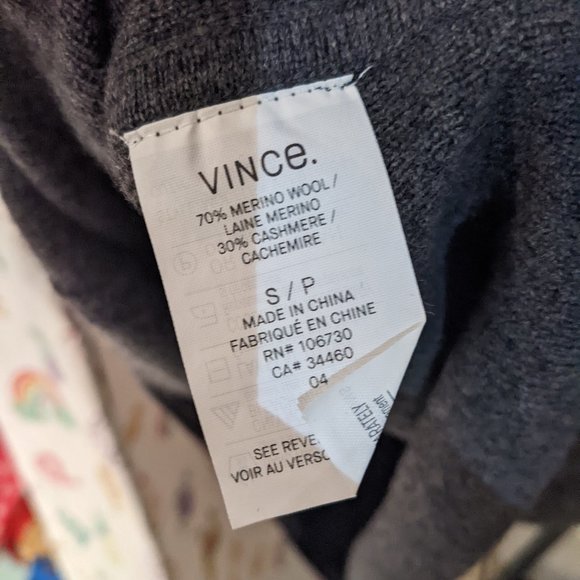 VINCe.
70% MERINO WOOL /
LAINE MERINO
30% CASHMERE /
CACHEMIRE
S / P
MADE IN CHINA
FABRIQUÉ EN CHINE
RN# 106730
CA# 34460
04
SEE REVE
VOIR AU VERSO
RATELY